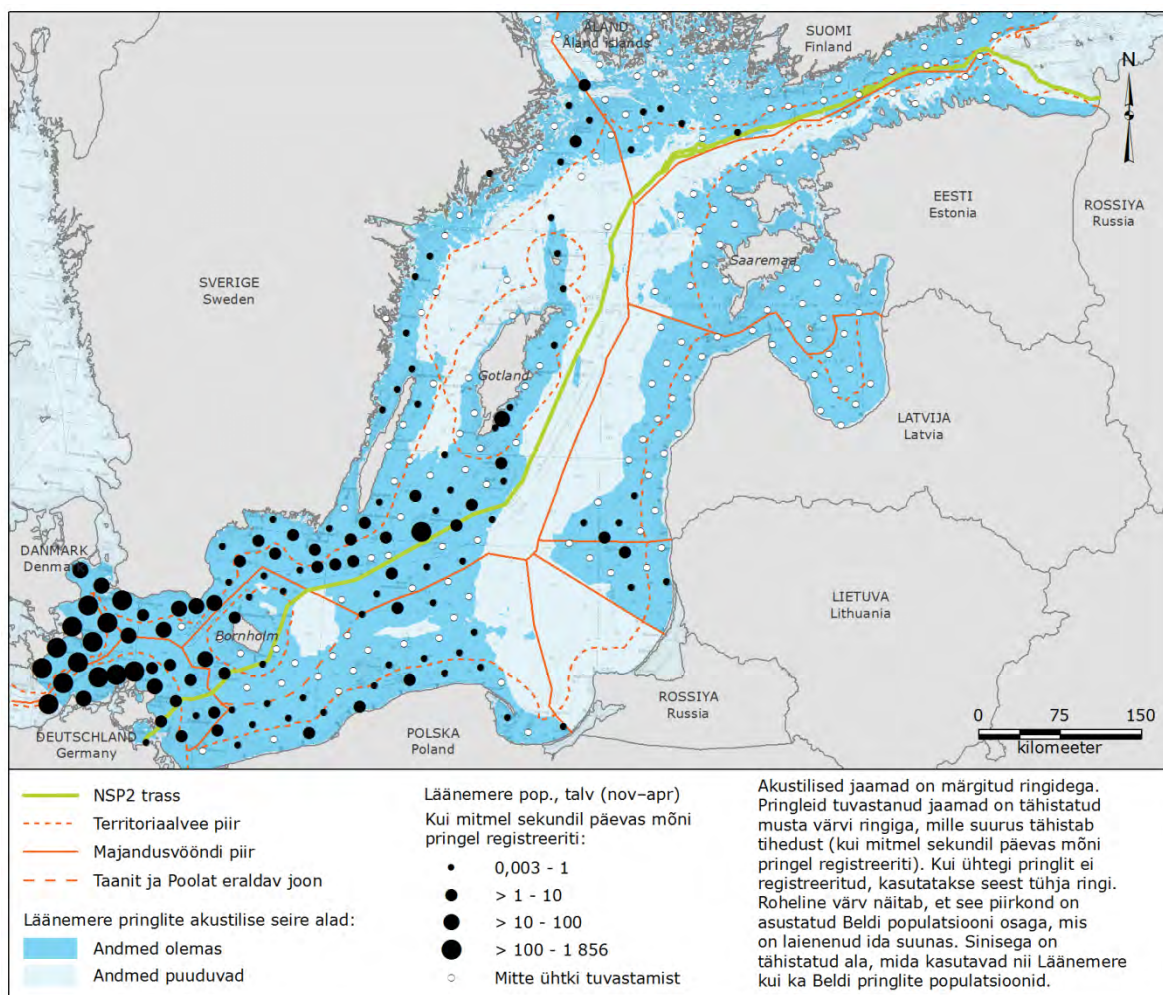 ÅLAND
Åland islands
SUOMI
Finland
N
EESTI
Estonia
ROSSIYA
Russia
Saaremaa
SVERIGE
Sweden
Gotland
LATVIJA
Latvia
DANMARK
Denmark
LIETUVA
Lithuania
Bornholm
ROSSIYA
Russia
DEUTSCHLAND
Germany
POLSKA
Poland
0 75 150
kilomeeter
NSP2 trass
Territoriaalvee piir
Majandusvööndi piir
Taanit ja Poolat eraldav joon
Läänemere pringlite akustilise seire alad:
Andmed olemas
Andmed puuduvad
Läänemere pop., talv (nov-apr)
Kui mitmel sekundil päevas mõni
pringel registreeriti:
0,003 - 1
> 1 - 10
> 10 - 100
> 100 - 1 856
Mitte ühtki tuvastamist
Akustilised jaamad on märgitud ringidega.
Pringleid tuvastanud jaamad on tähistatud
musta värvi ringiga, mille suurus tähistab
tihedust (kui mitmel sekundil päevas mõni
pringel registreeriti). Kui ühtegi pringlit ei
registreeritud, kasutatakse seest tühja ringi.
Roheline värv näitab, et see piirkond on
asustatud Beldi populatsiooni osaga, mis
on laienenud ida suunas. Sinisega on
tähistatud ala, mida kasutavad nii Läänemere
kui ka Beldi pringlite populatsioonid.